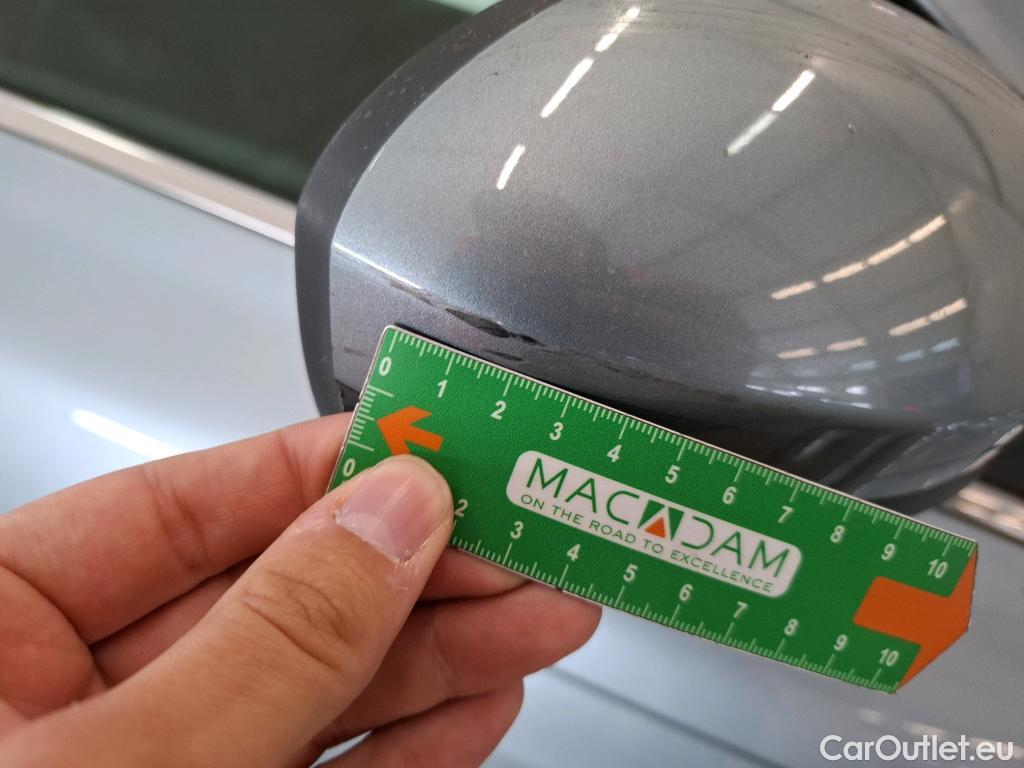 0 1 2 3 4 5 6 7 8 9 10
MACADAM
ON THE ROAD TO EXCELLENCE
0 2 3 4 5 6 7 8 9 10
CarOutlet.eu